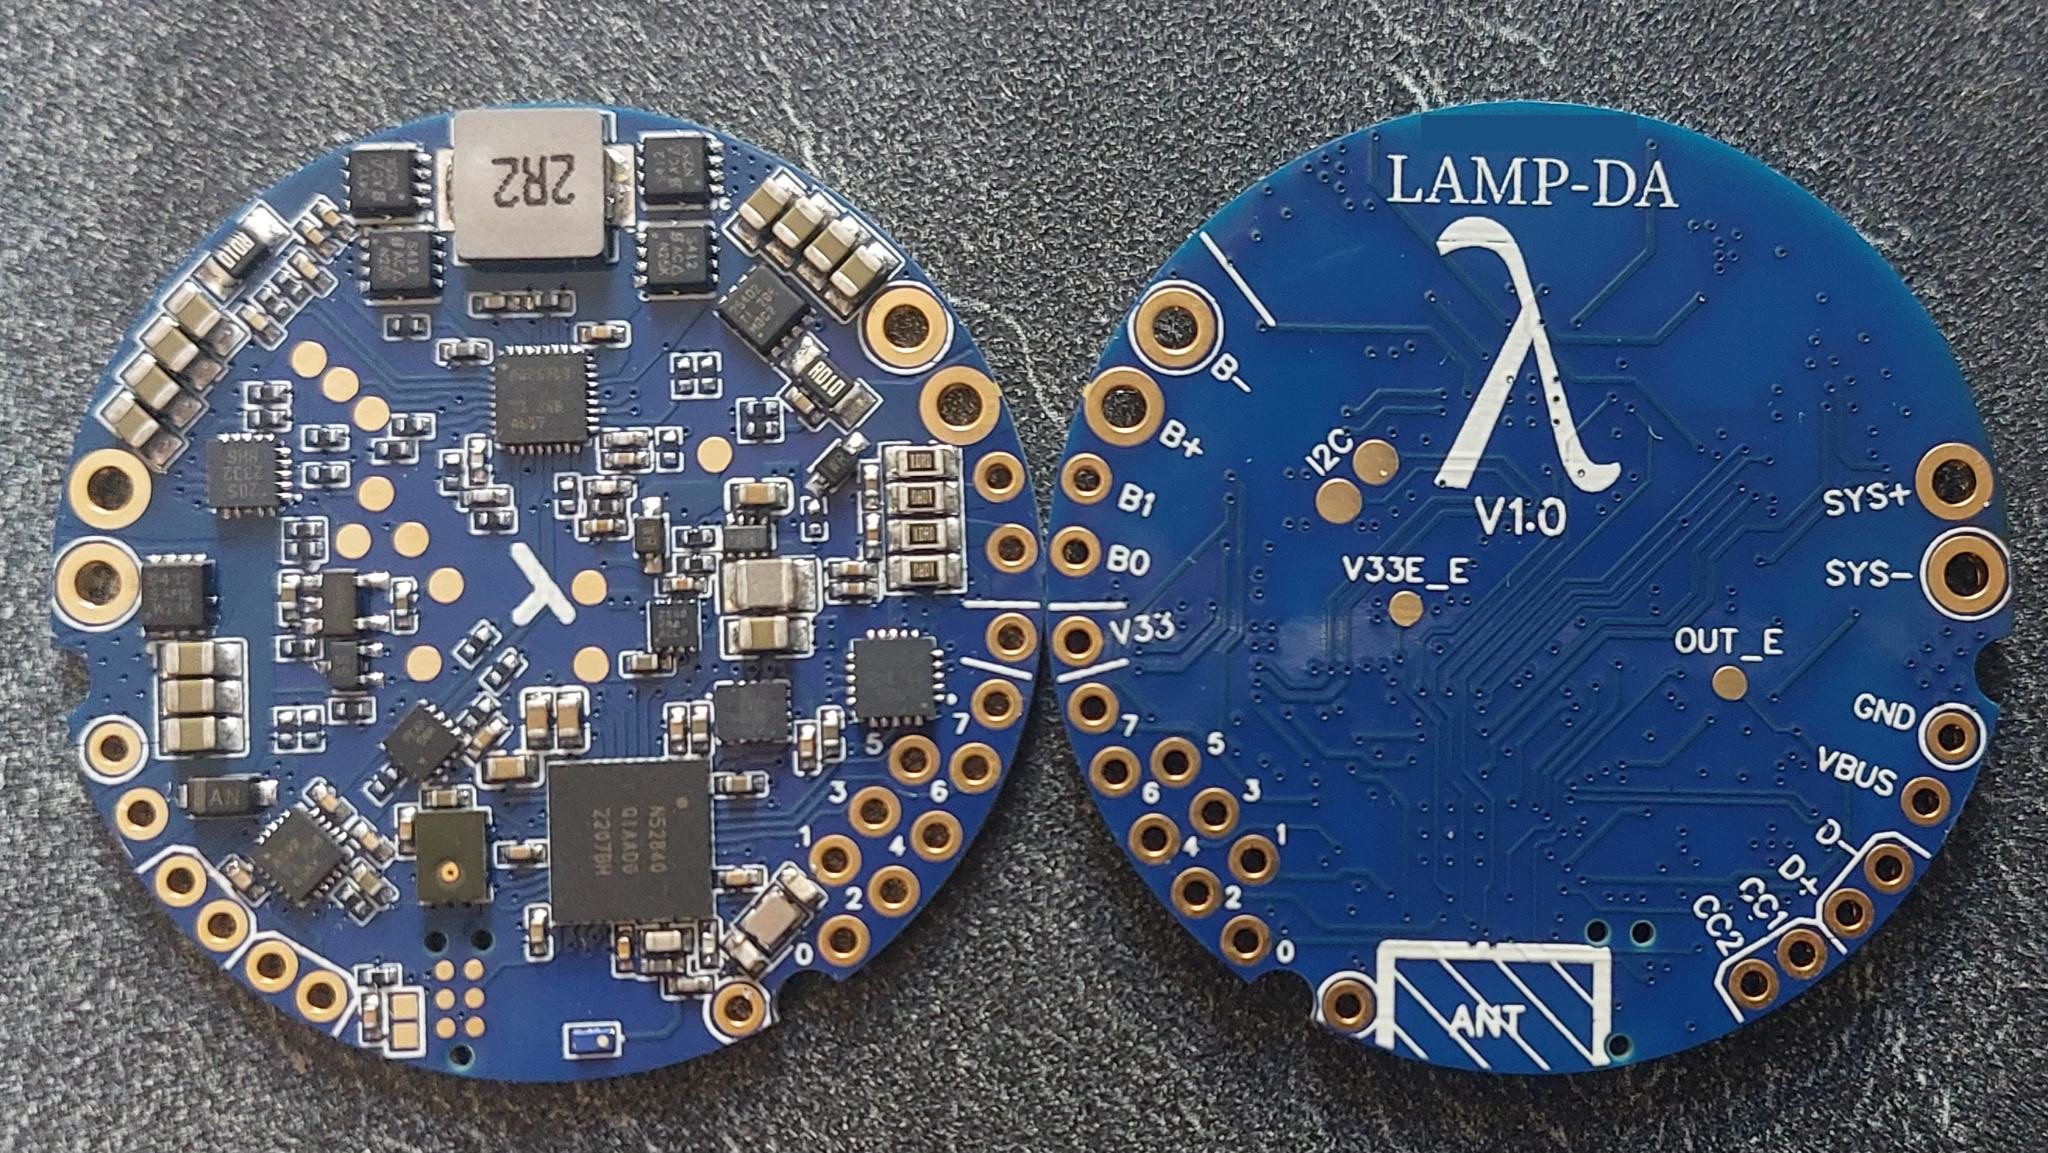 2R2
R010
R010
N52840
QIAAD0
2207BH
AN
7
5
3
6
1
4
2
0
LAMP-DA
λ
V1.0
B-
B+
I2C
B1
B0
V33E_E
V33
SYS+
SYS-
OUT_E
7
5
6
3
4
1
2
0
GND
VBUS
D-
D+
CC1
CC2
ANT